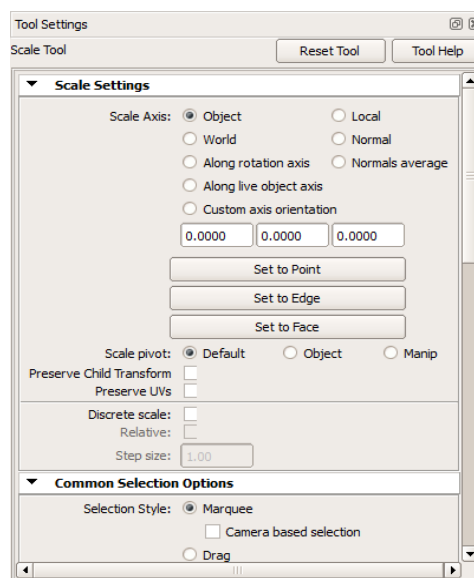 Tool Settings
Scale Tool Reset Tool Tool Help
Scale Settings
Scale Axis: Object Local
World Normal
Along rotation axis Normals average
Along live object axis
Custom axis orientation
0.0000 0.0000 0.0000
Set to Point
Set to Edge
Set to Face
Scale pivot: Default Object Manip
Preserve Child Transform
Preserve UVs
Discrete scale:
Relative:
Step size: 1.00
Common Selection Options
Selection Style: Marquee
Camera based selection
Drag